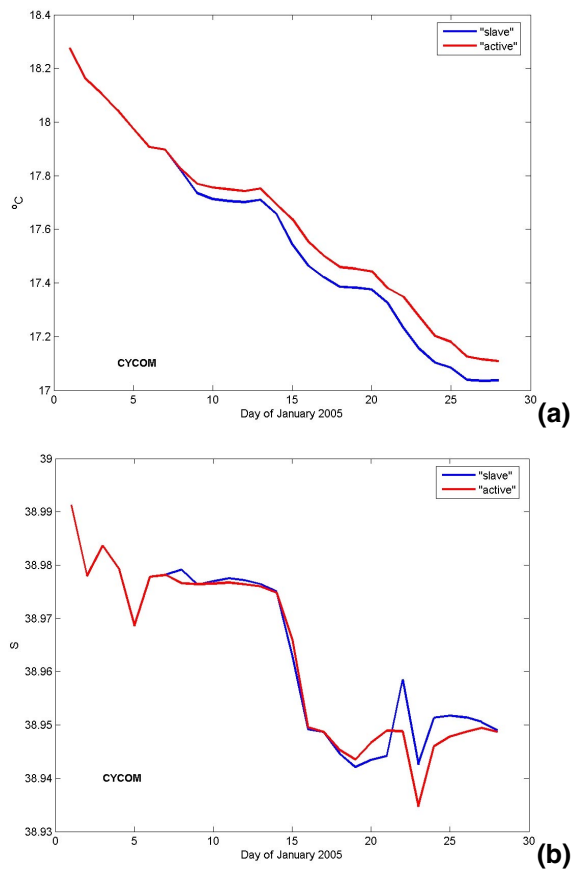 18.4
18.2
18
17.8
17.6
17.4
17.2
17
°C
"slave"
"active"
CYCOM
0 5 10 15 20 25 30
Day of January 2005
(a)
39
38.99
38.98
38.97
38.96
38.95
38.94
38.93
S
"slave"
"active"
CYCOM
0 5 10 15 20 25 30
Day of January 2005
(b)